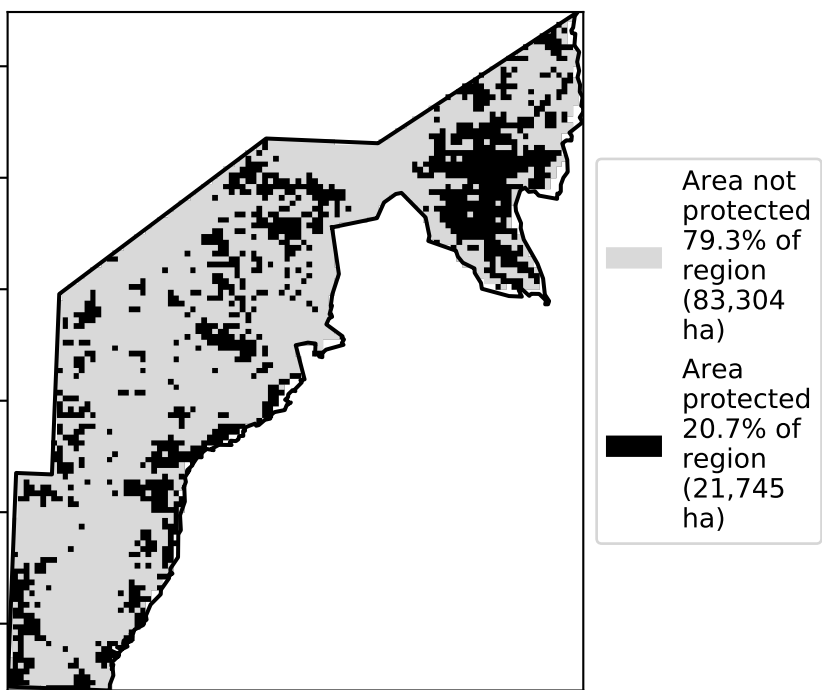 Area not
protected
79.3% of
region
(83,304
ha)
Area
protected
20.7% of
region
(21,745
ha)